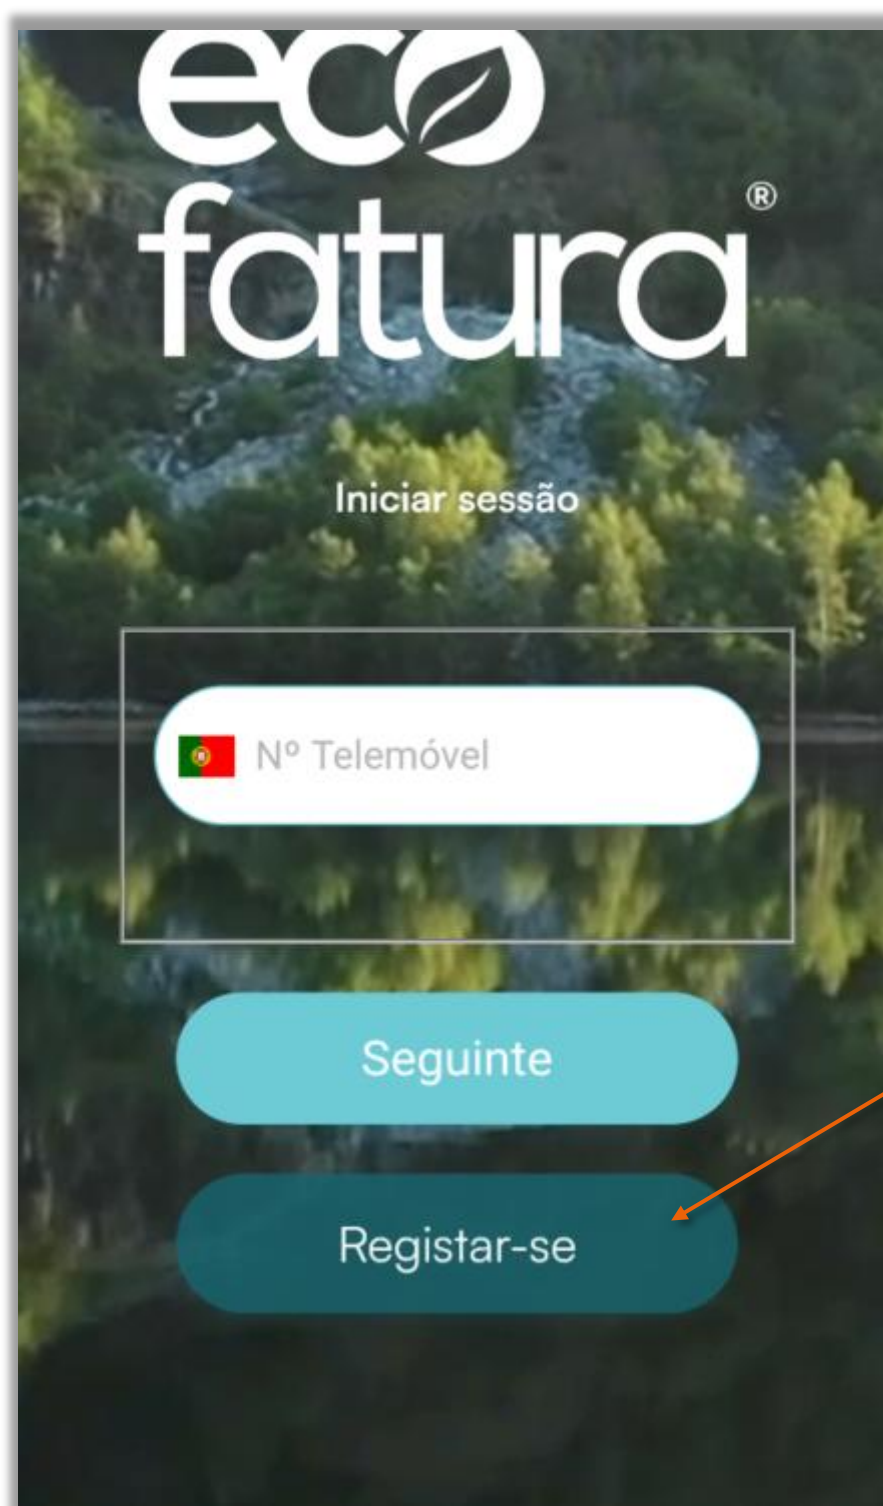 eco
fatura®
Iniciar sessão
Nº Telemóvel
Seguinte
Registar-se